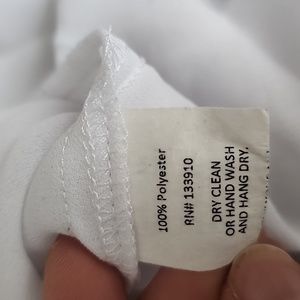 100% Polyester
RN# 133910
DRY CLEAN
OR HAND WASH
AND HANG DRY.